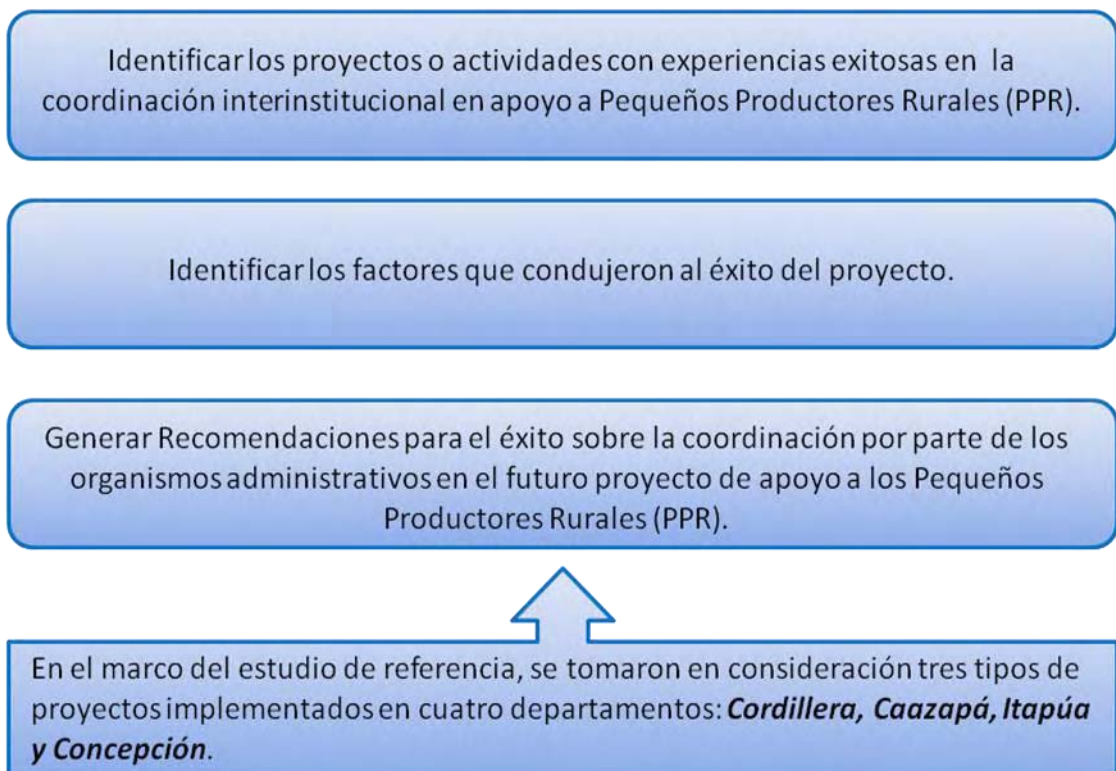 Identificar los proyectos o actividades con experiencias exitosas en la
coordinación interinstitucional en apoyo a Pequeños Productores Rurales (PPR).
Identificar los factores que condujeron al éxito del proyecto.
Generar Recomendaciones para el éxito sobre la coordinación por parte de los
organismos administrativos en el futuro proyecto de apoyo a los Pequeños
Productores Rurales (PPR).
En el marco del estudio de referencia, se tomaron en consideración tres tipos de
proyectos implementados en cuatro departamentos: Cordillera, Caazapá, Itapúa
y Concepción.